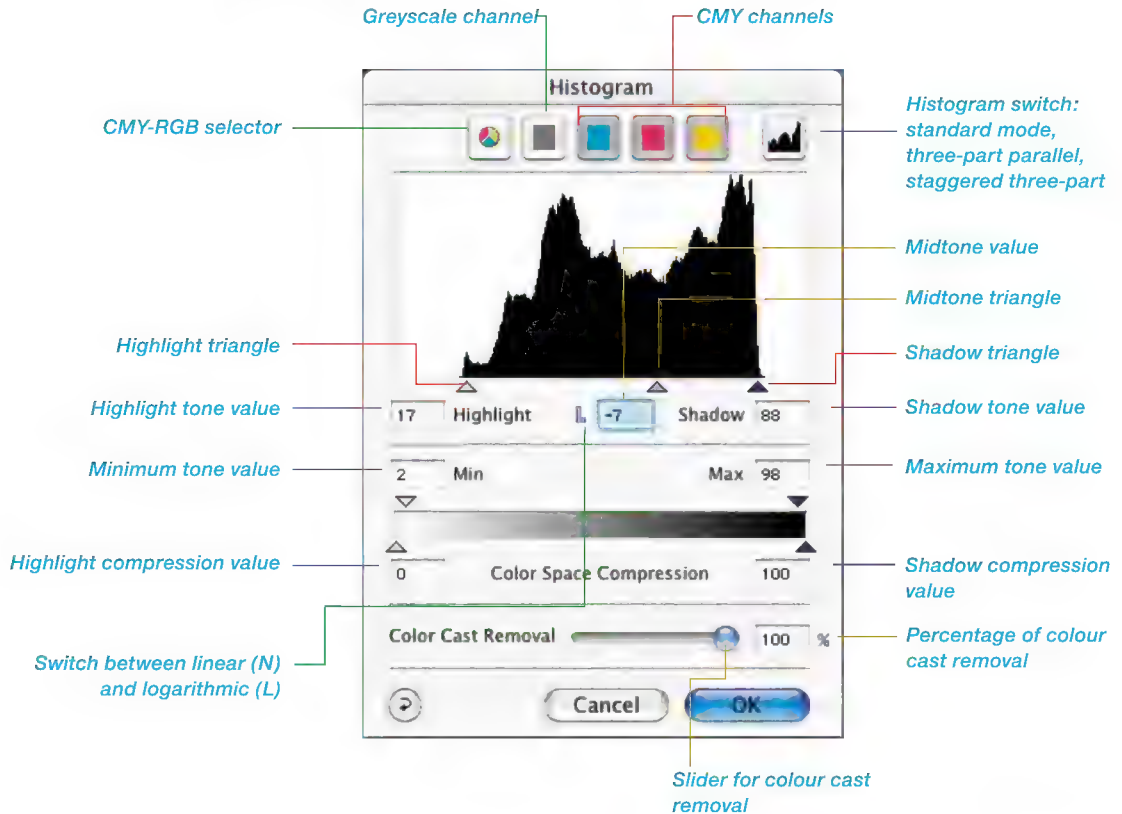 Greyscale channel
CMY channels
Histogram
CMY-RGB selector
Histogram switch:
standard mode,
three-part parallel,
staggered three-part
Midtone value
Midtone triangle
Highlight triangle
Shadow triangle
Highlight tone value
17 Highlight L -7 Shadow 88
Shadow tone value
Minimum tone value
2 Min Max 98
Maximum tone value
Highlight compression value
0 Color Space Compression 100
Shadow compression
value
Color Cast Removal 100 %
Percentage of colour
cast removal
Switch between linear (N)
and logarithmic (L)
Cancel OK
Slider for colour cast
removal